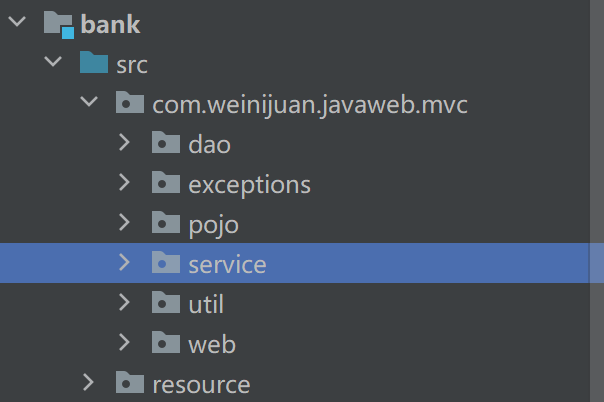 bank
src
com.weinijuan.javaweb.mvc
dao
exceptions
pojo
service
util
web
resource